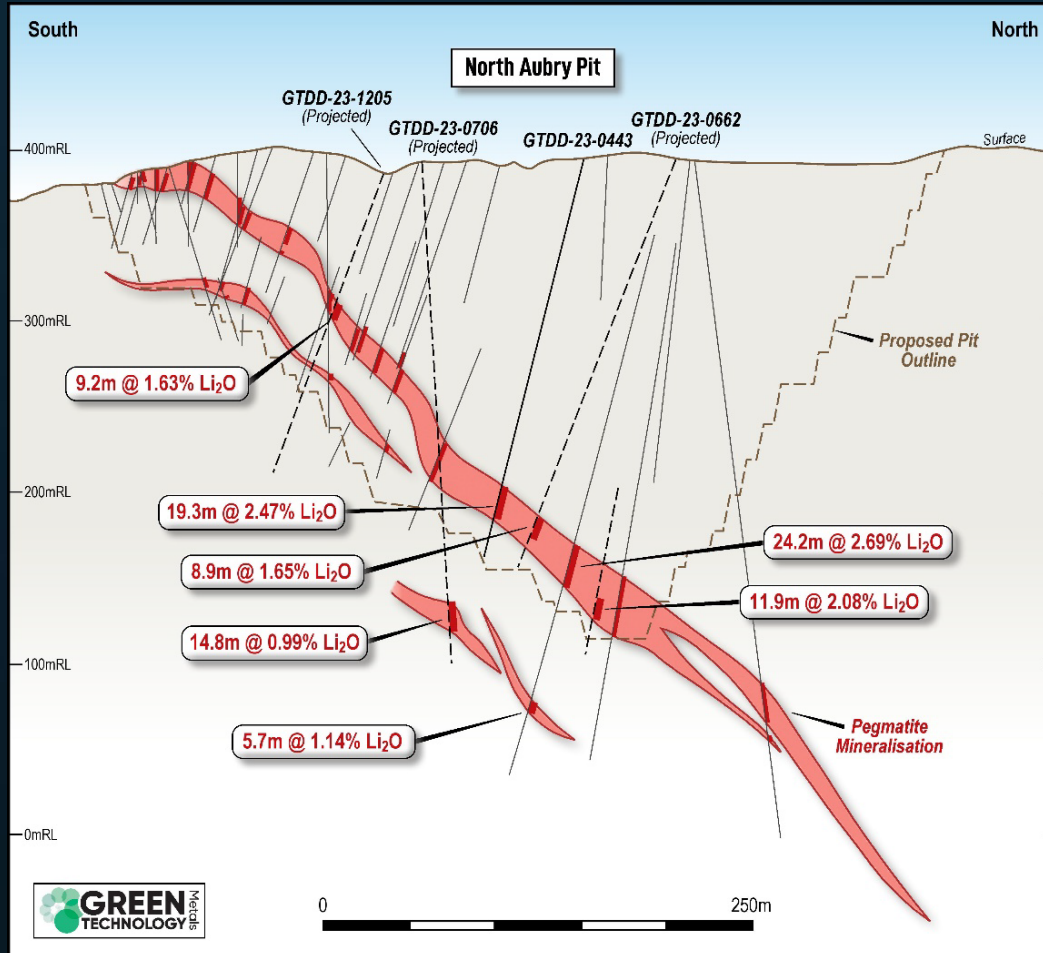 South
North
North Aubry Pit
GTDD-23-1205
(Projected)
GTDD-23-0706
(Projected)
GTDD-23-0443
GTDD-23-0662
(Projected)
400mRL
Surface
300mRL
Proposed Pit
Outline
9.2m @ 1.63% Li₂O
200mRL
19.3m @ 2.47% Li₂O
24.2m @ 2.69% Li₂O
8.9m @ 1.65% Li₂O
11.9m @ 2.08% Li₂O
14.8m @ 0.99% Li₂O
100mRL
5.7m @ 1.14% Li₂O
Pegmatite
Mineralisation
0mRL
GREEN
TECHNOLOGY
Metals
0
250m